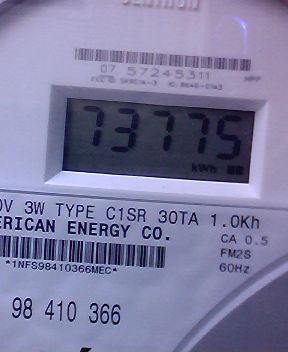 07 57245311
73775
kWh
0V 3W TYPE C1SR 30TA 1.0Kh
ERICAN ENERGY CO.
CA 0.5
FM2S
60Hz
*1NFS98410366MEC*
98 410 366